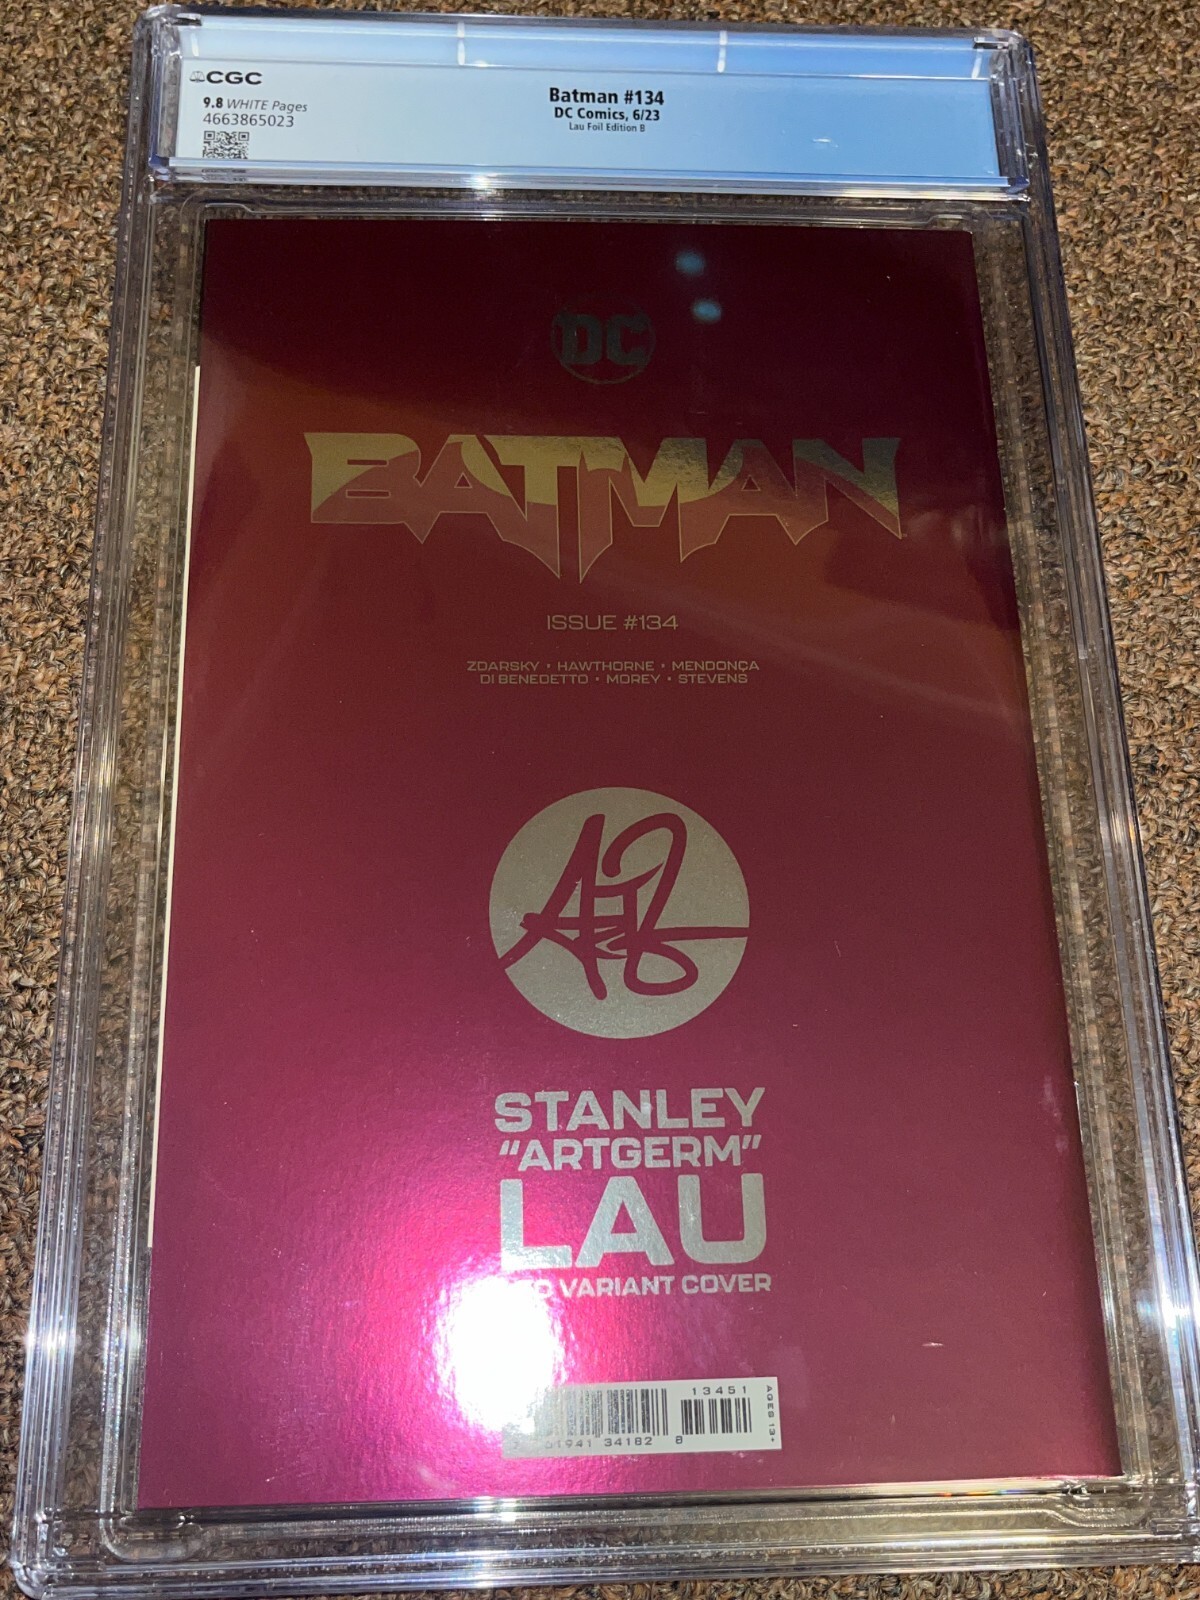 CGC
9.8 WHITE Pages
4663865023
Batman #134
DC Comics, 6/23
Lau Foil Edition B
DC
BATMAN
ISSUE #134
ZDARSKY • HAWTHORNE • MENDONÇA
DI BENEDETTO • MOREY • STEVENS
STANLEY
"ARTGERM"
LAU
VARIANT COVER
13451
34182
AGES 13+